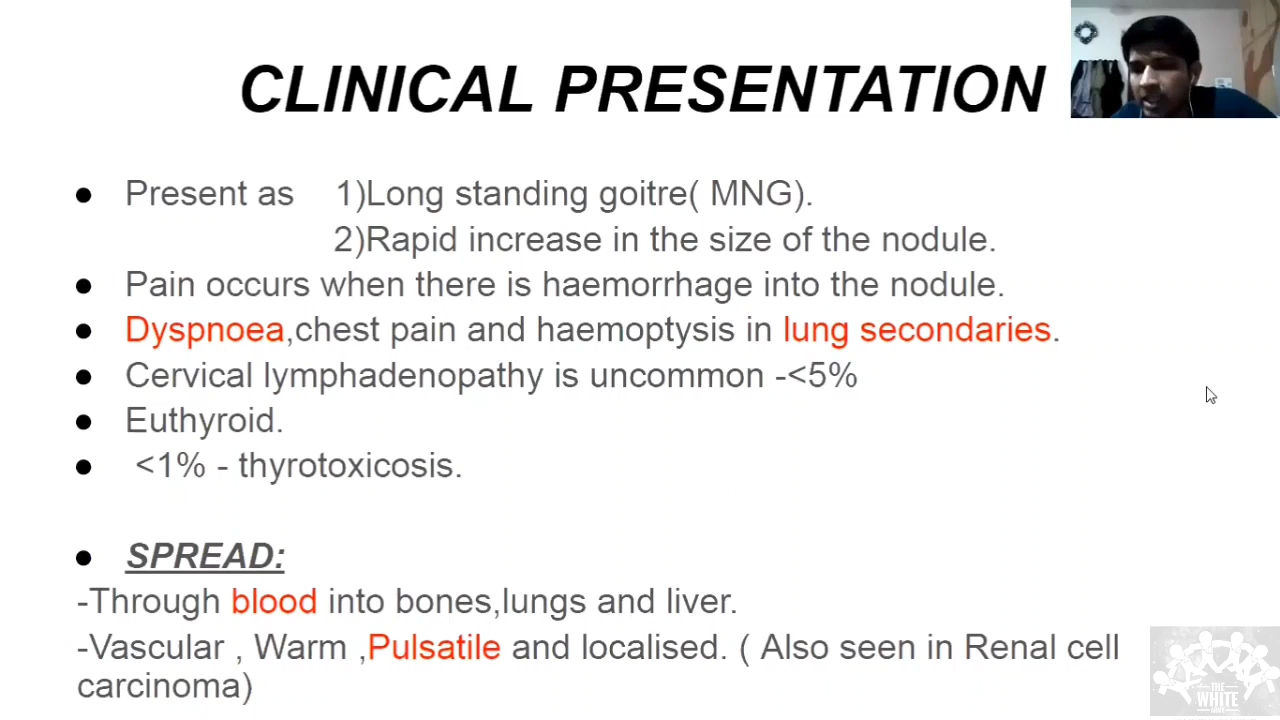 CLINICAL PRESENTATION
● Present as 1)Long standing goitre( MNG).
2)Rapid increase in the size of the nodule.
● Pain occurs when there is haemorrhage into the nodule.
● Dyspnoea,chest pain and haemoptysis in lung secondaries.
● Cervical lymphadenopathy is uncommon -<5%
● Euthyroid.
● <1% - thyrotoxicosis.
● SPREAD:
-Through blood into bones,lungs and liver.
-Vascular , Warm ,Pulsatile and localised. ( Also seen in Renal cell
carcinoma)
THE
WHITE